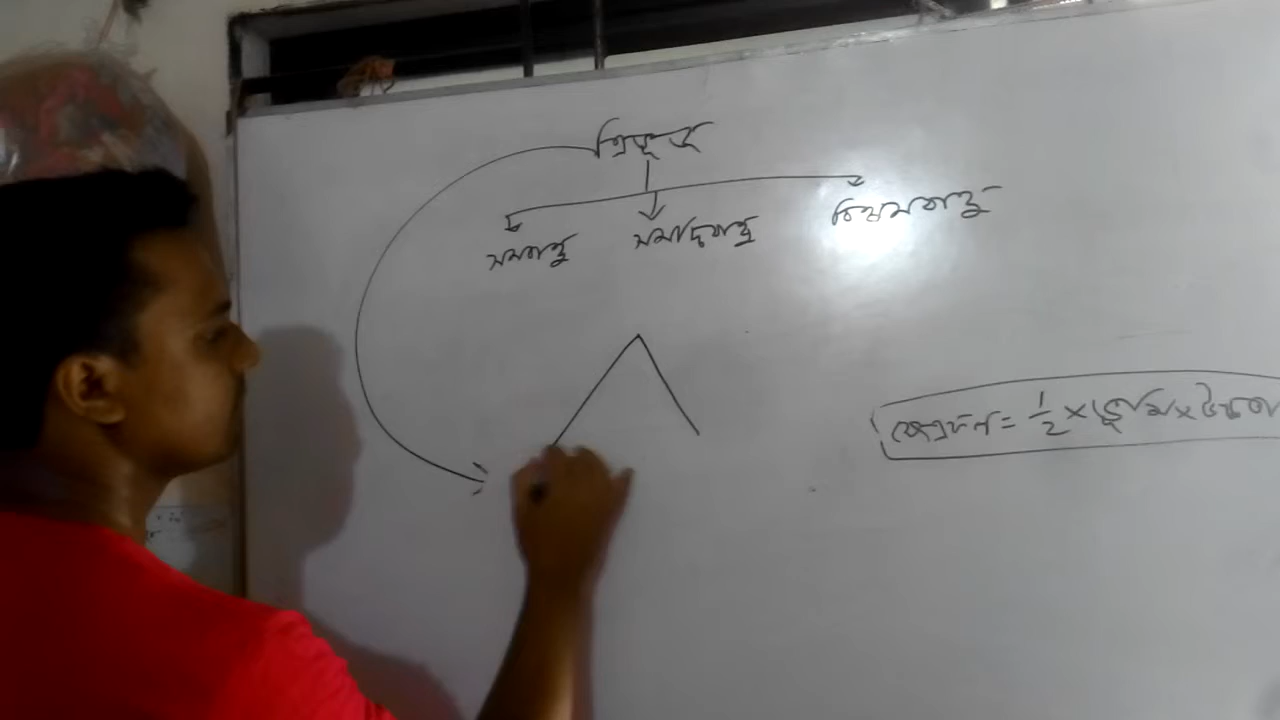 ত্রিভূজ
সমবাহু সমদ্বিবাহু বিষমবাহু
ক্ষেত্রফল = 1/2 × ভূমি × উচ্চতা